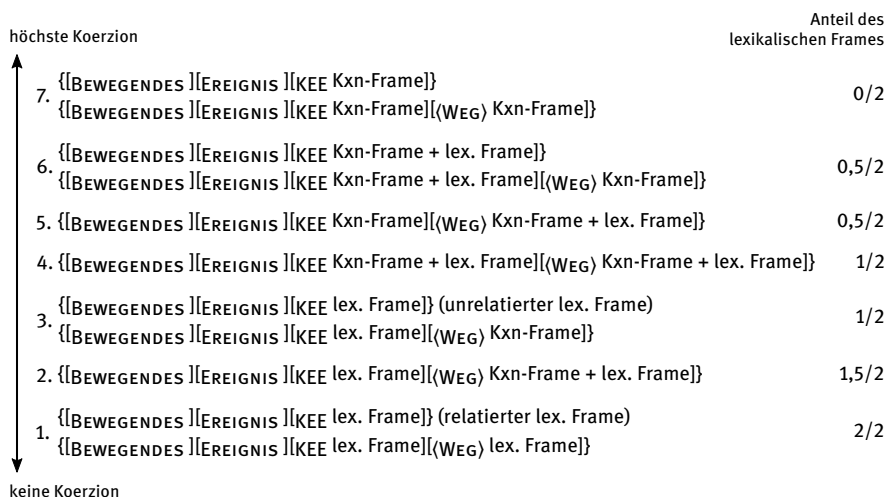 höchste Koerzion
Anteil des
lexikalischen Frames
7. {[BEWEGENDES ][EREIGNIS ][KEE Kxn-Frame]}
{[BEWEGENDES ][EREIGNIS ][KEE Kxn-Frame][⟨WEG⟩ Kxn-Frame]}
0/2
6. {[BEWEGENDES ][EREIGNIS ][KEE Kxn-Frame + lex. Frame]}
{[BEWEGENDES ][EREIGNIS ][KEE Kxn-Frame + lex. Frame][⟨WEG⟩ Kxn-Frame]}
0,5/2
5. {[BEWEGENDES ][EREIGNIS ][KEE Kxn-Frame][⟨WEG⟩ Kxn-Frame + lex. Frame]} 0,5/2
4. {[BEWEGENDES ][EREIGNIS ][KEE Kxn-Frame + lex. Frame][⟨WEG⟩ Kxn-Frame + lex. Frame]} 1/2
3. {[BEWEGENDES ][EREIGNIS ][KEE lex. Frame]} (unrelatierter lex. Frame)
{[BEWEGENDES ][EREIGNIS ][KEE lex. Frame][⟨WEG⟩ Kxn-Frame]}
1/2
2. {[BEWEGENDES ][EREIGNIS ][KEE lex. Frame][⟨WEG⟩ Kxn-Frame + lex. Frame]} 1,5/2
1. {[BEWEGENDES ][EREIGNIS ][KEE lex. Frame]} (relatierter lex. Frame)
{[BEWEGENDES ][EREIGNIS ][KEE lex. Frame][⟨WEG⟩ lex. Frame]}
2/2
keine Koerzion